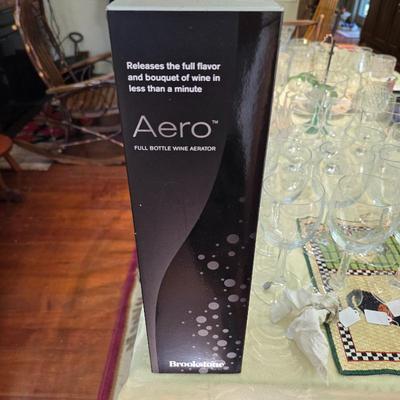 Releases the full flavor
and bouquet of wine in
less than a minute
Aero™
FULL BOTTLE WINE AERATOR
Brookstone